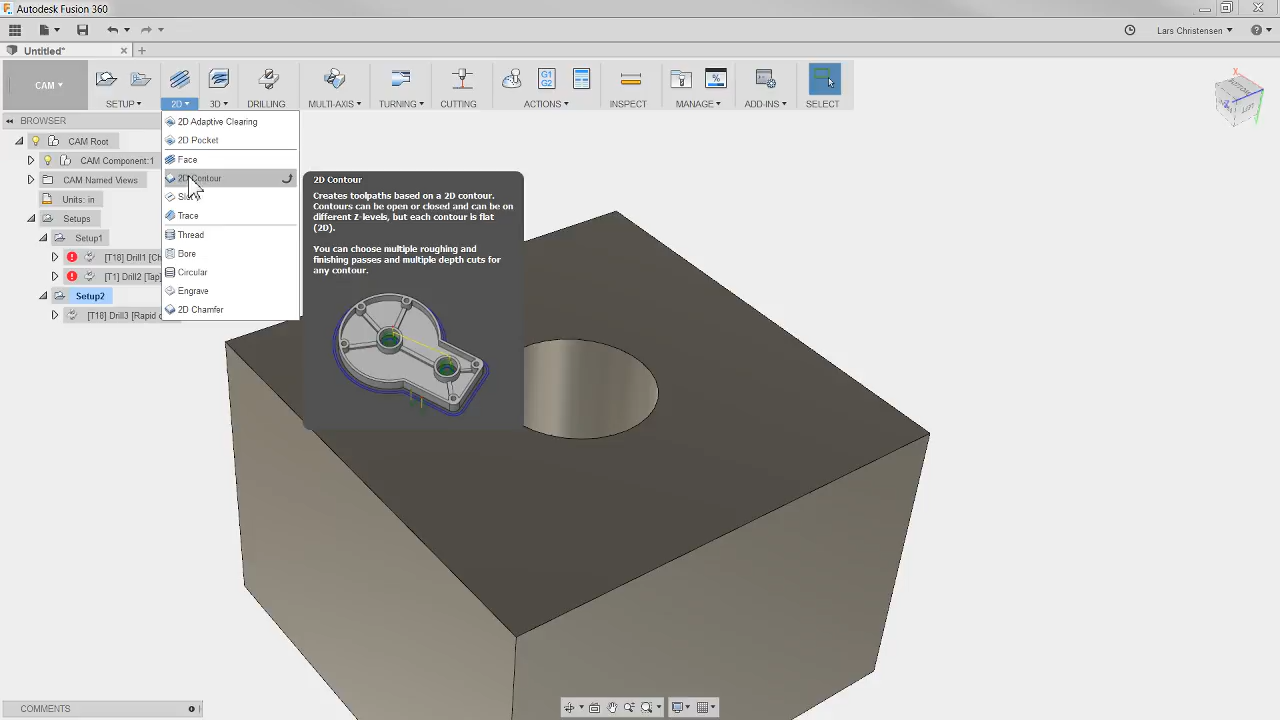 Autodesk Fusion 360
Lars Christensen
Untitled*
CAM
SETUP
2D
3D
DRILLING
MULTI-AXIS
TURNING
CUTTING
ACTIONS
G1
G2
INSPECT
MANAGE
ADD-INS
SELECT
BROWSER
CAM Root
CAM Component:1
CAM Named Views
Units: in
Setups
Setup1
[T18] Drill1 [Ch
[T1] Drill2 [Tap]
Setup2
[T18] Drill3 [Rapid
2D Adaptive Clearing
2D Pocket
Face
2D Contour
Trace
Thread
Bore
Circular
Engrave
2D Chamfer
2D Contour
Creates toolpaths based on a 2D contour.
Contours can be open or closed and can be on
different Z-levels, but each contour is flat
(2D).
You can choose multiple roughing and
finishing passes and multiple depth cuts for
any contour.
COMMENTS